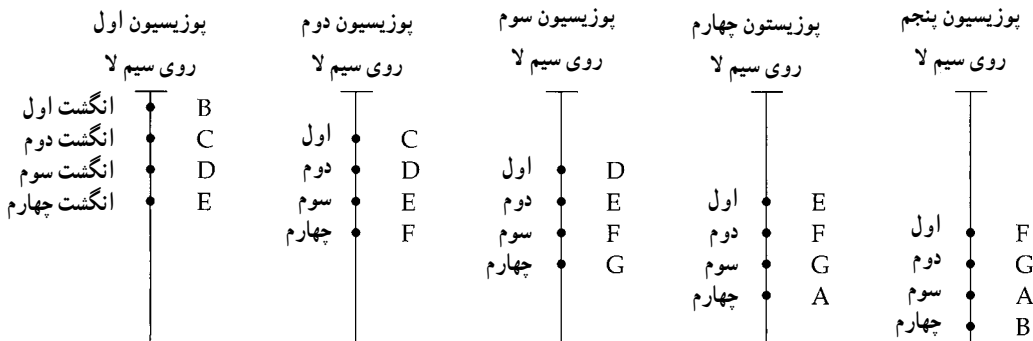 پوزیسیون اول
روی سیم لا
انگشت اول B
انگشت دوم C
انگشت سوم D
انگشت چهارم E
پوزیسیون دوم
روی سیم لا
اول C
دوم D
سوم E
چهارم F
پوزیسیون سوم
روی سیم لا
اول D
دوم E
سوم F
چهارم G
پوزیستون چهارم
روی سیم لا
اول E
دوم F
سوم G
چهارم A
پوزیسیون پنجم
روی سیم لا
اول F
دوم G
سوم A
چهارم B